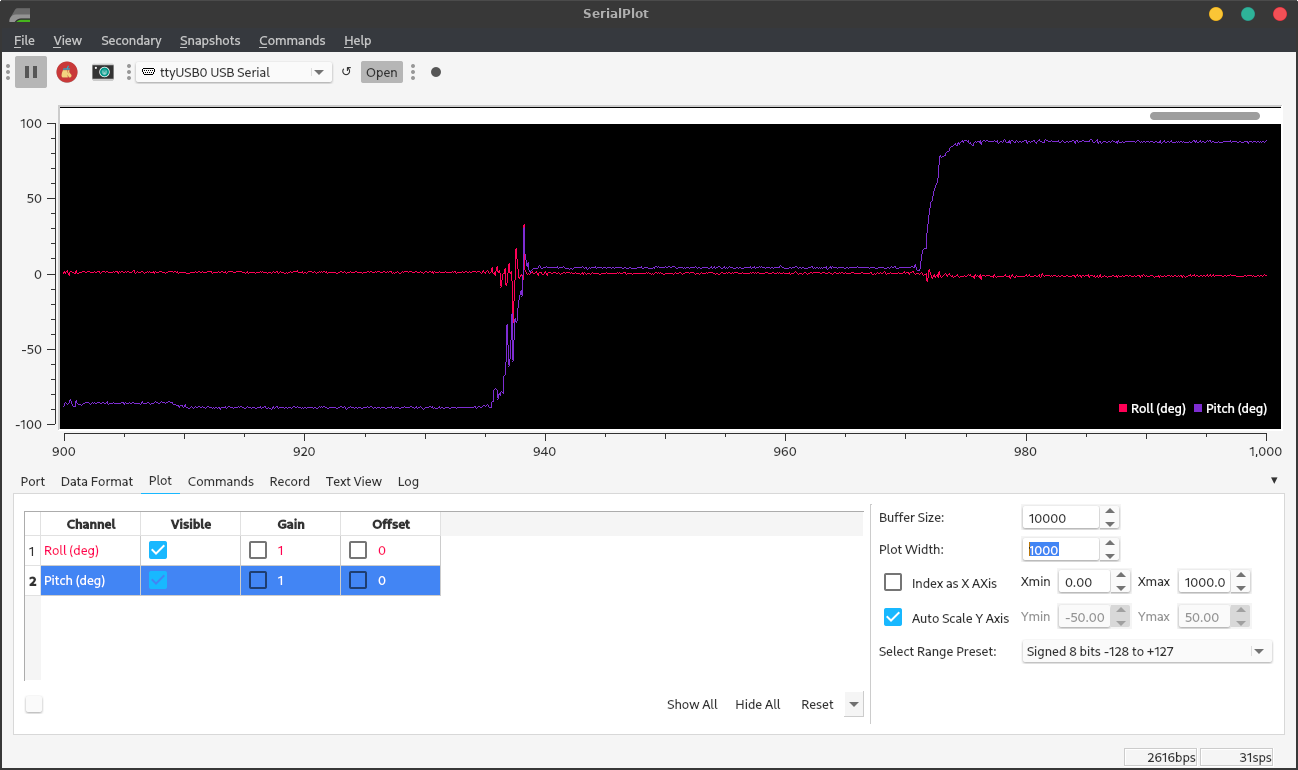 SerialPlot
File View Secondary Snapshots Commands Help
ttyUSB0 USB Serial Open
100
50
0
-50
-100
Roll (deg) Pitch (deg)
900 920 940 960 980 1,000
Port Data Format Plot Commands Record Text View Log
Channel Visible Gain Offset
1 Roll (deg) 1 0
2 Pitch (deg) 1 0
Show All Hide All Reset
Buffer Size: 10000
Plot Width: 1000
Index as X AXis Xmin 0.00 Xmax 1000.0
Auto Scale Y Axis Ymin -50.00 Ymax 50.00
Select Range Preset: Signed 8 bits -128 to +127
2616bps 31sps